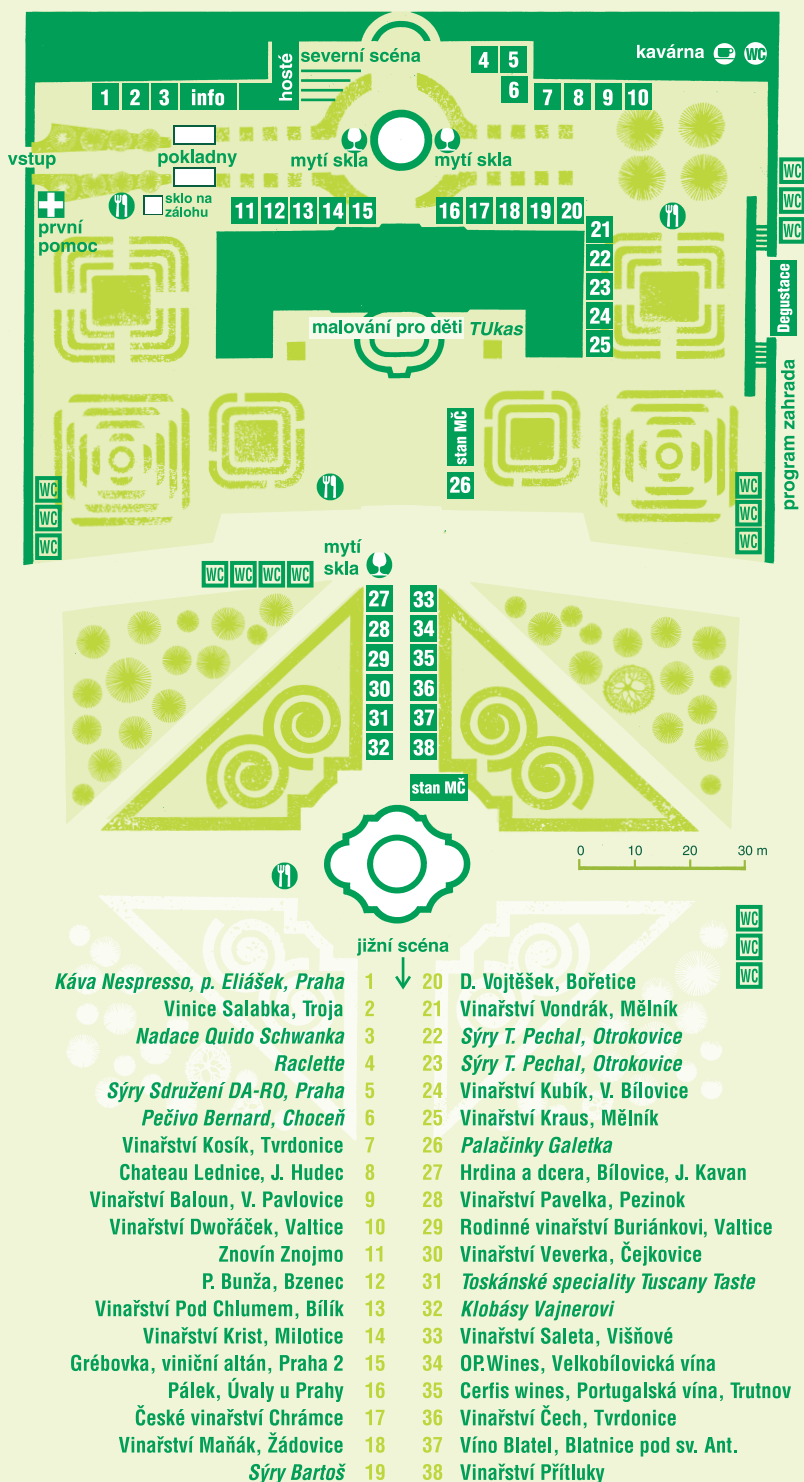 severní scéna
hosté
4 5
6
kavárna WC
1 2 3 info
7 8 9 10
vstup
pokladny
mytí skla
mytí skla
sklo na
zálohu
první
pomoc
WC
WC
WC
11 12 13 14 15
16 17 18 19 20
21
22
23
24
25
Degustace
program zahrada
malování pro děti TUkas
stan MČ
26
WC
WC
WC
WC
WC
WC
mytí
skla
WC WC WC WC
27 33
28 34
29 35
30 36
31 37
32 38
stan MČ
0 10 20 30 m
WC
WC
WC
jižní scéna
Káva Nespresso, p. Eliášek, Praha 1
Vinice Salabka, Troja 2
Nadace Quido Schwanka 3
Raclette 4
Sýry Sdružení DA-RO, Praha 5
Pečivo Bernard, Choceň 6
Vinařství Kosík, Tvrdonice 7
Chateau Lednice, J. Hudec 8
Vinařství Baloun, V. Pavlovice 9
Vinařství Dwořáček, Valtice 10
Znovín Znojmo 11
P. Bunža, Bzenec 12
Vinařství Pod Chlumem, Bílík 13
Vinařství Krist, Milotice 14
Grébovka, viniční altán, Praha 2 15
Pálek, Úvaly u Prahy 16
České vinařství Chrámce 17
Vinařství Maňák, Žádovice 18
Sýry Bartoš 19
20 D. Vojtěšek, Bořetice
21 Vinařství Vondrák, Mělník
22 Sýry T. Pechal, Otrokovice
23 Sýry T. Pechal, Otrokovice
24 Vinařství Kubík, V. Bílovice
25 Vinařství Kraus, Mělník
26 Palačinky Galetka
27 Hrdina a dcera, Bílovice, J. Kavan
28 Vinařství Pavelka, Pezinok
29 Rodinné vinařství Buriánkovi, Valtice
30 Vinařství Veverka, Čejkovice
31 Toskánské speciality Tuscany Taste
32 Klobásy Vajnerovi
33 Vinařství Saleta, Višňové
34 OP.Wines, Velkobílovická vína
35 Cerfis wines, Portugalská vína, Trutnov
36 Vinařství Čech, Tvrdonice
37 Víno Blatel, Blatnice pod sv. Ant.
38 Vinařství Přítluky